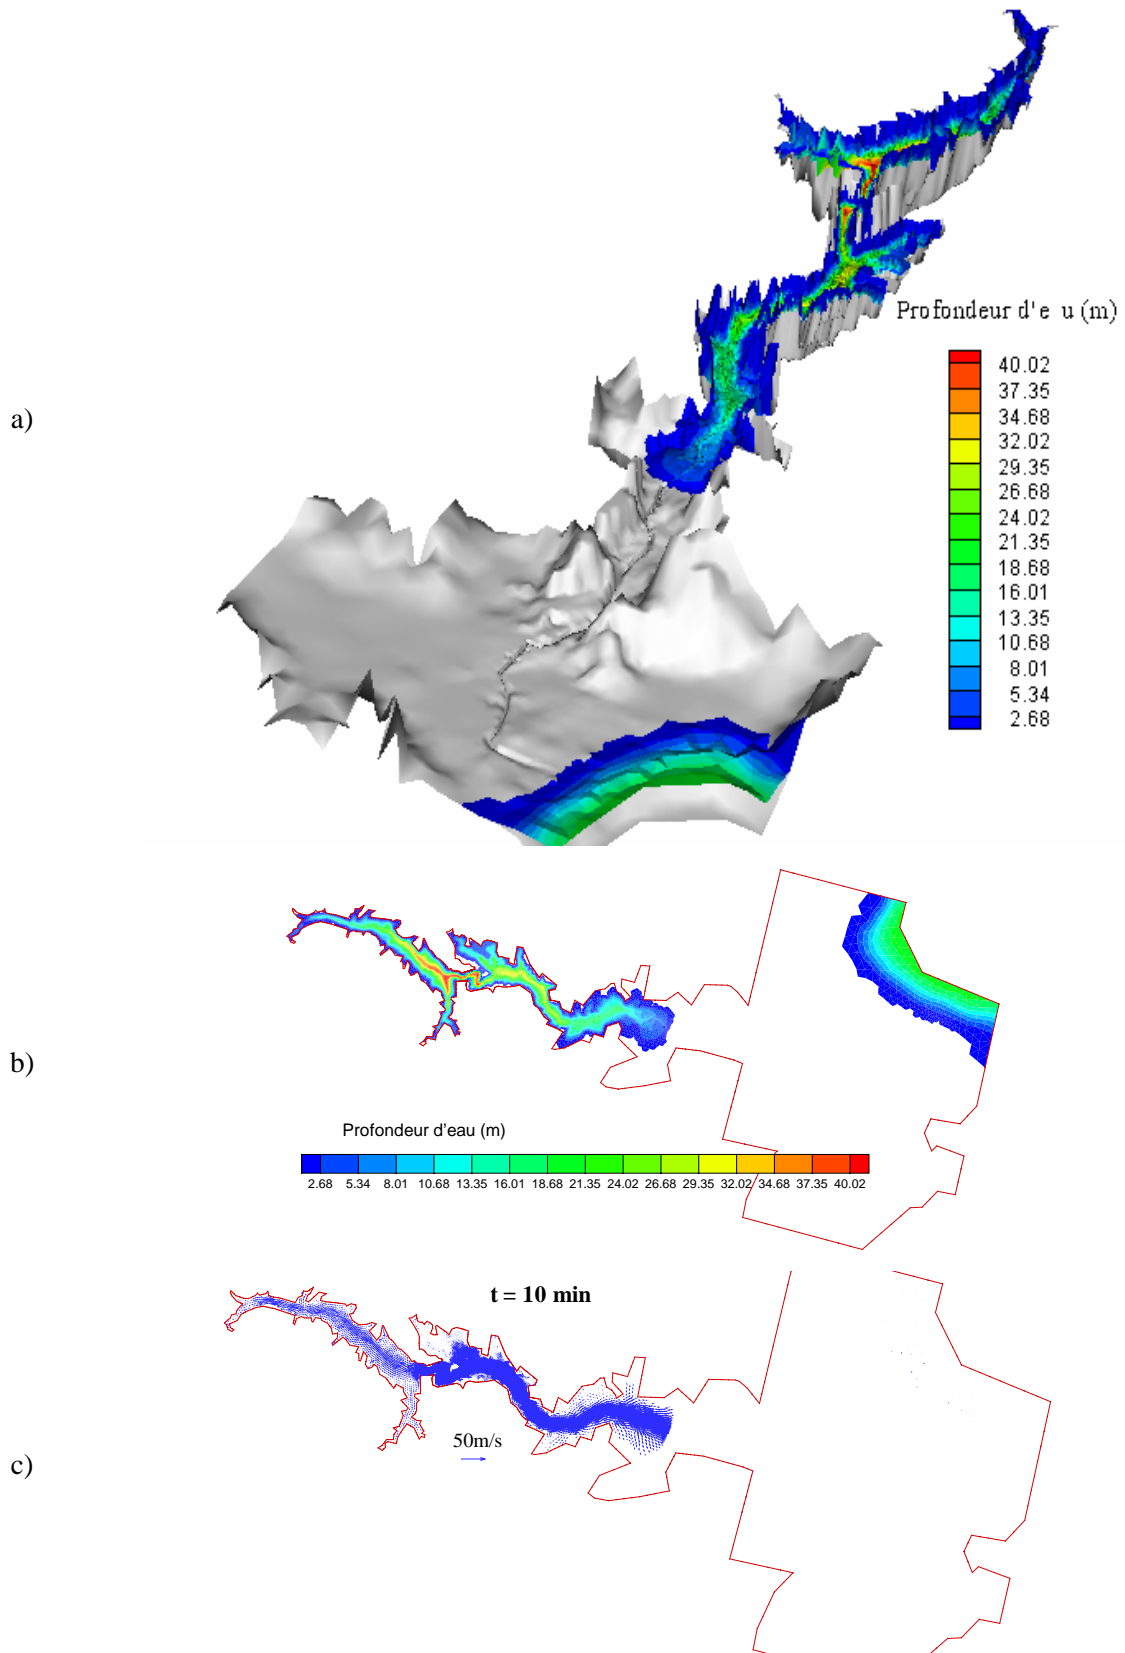 Profondeur d'e u (m)
40.02
37.35
34.68
32.02
29.35
26.68
24.02
21.35
18.68
16.01
13.35
10.68
8.01
5.34
2.68
a)
b)
Profondeur d'eau (m)
2.68 5.34 8.01 10.68 13.35 16.01 18.68 21.35 24.02 26.68 29.35 32.02 34.68 37.35 40.02
t = 10 min
50m/s
c)